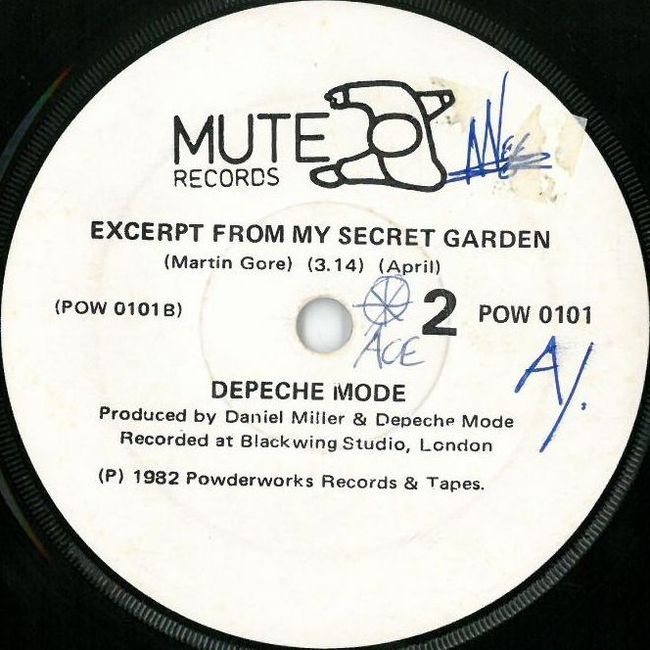 MUTE
RECORDS
EXCERPT FROM MY SECRET GARDEN
(Martin Gore) (3.14) (April)
(POW 0101B)
2
POW 0101
ACE
A/.
DEPECHE MODE
Produced by Daniel Miller & Depeche Mode
Recorded at Blackwing Studio, London
(P) 1982 Powderworks Records & Tapes.